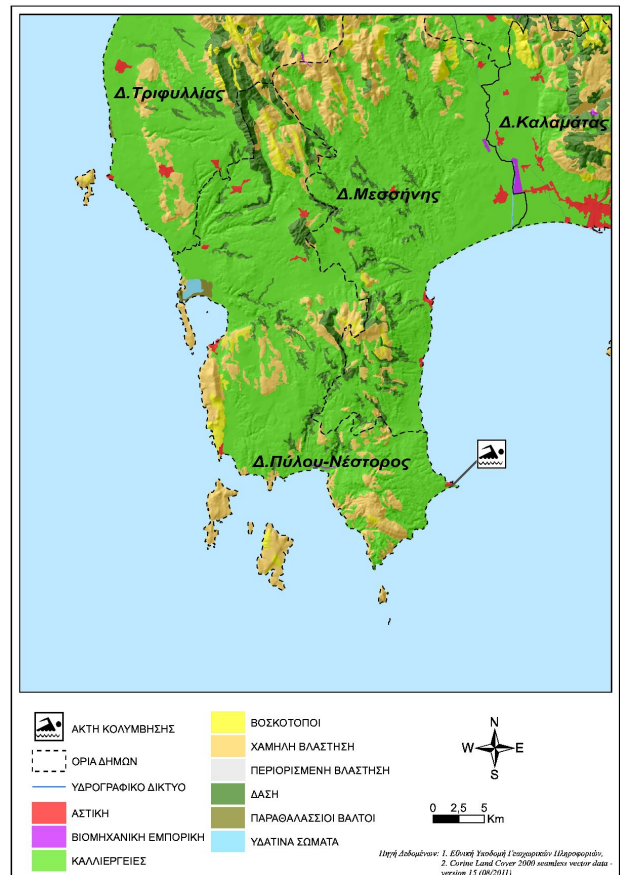 Δ.Τριφυλλίας
Δ.Καλαμάτας
Δ.Μεσσήνης
Δ.Πύλου-Νέστορος
ΑΚΤΗ ΚΟΛΥΜΒΗΣΗΣ
ΟΡΙΑ ΔΗΜΩΝ
ΥΔΡΟΓΡΑΦΙΚΟ ΔΙΚΤΥΟ
ΑΣΤΙΚΗ
ΒΙΟΜΗΧΑΝΙΚΗ ΕΜΠΟΡΙΚΗ
ΚΑΛΛΙΕΡΓΕΙΕΣ
ΒΟΣΚΟΤΟΠΟΙ
ΧΑΜΗΛΗ ΒΛΑΣΤΗΣΗ
ΠΕΡΙΟΡΙΣΜΕΝΗ ΒΛΑΣΤΗΣΗ
ΔΑΣΗ
ΠΑΡΑΘΑΛΑΣΣΙΟΙ ΒΑΛΤΟΙ
ΥΔΑΤΙΝΑ ΣΩΜΑΤΑ
N
W E
S
0 2,5 5
Km
Πηγή Δεδομένων: 1. Εθνική Υποδομή Γεωχωρικών Πληροφοριών,
2. Corine Land Cover 2000 seamless vector data -
version 15 (08/2011)